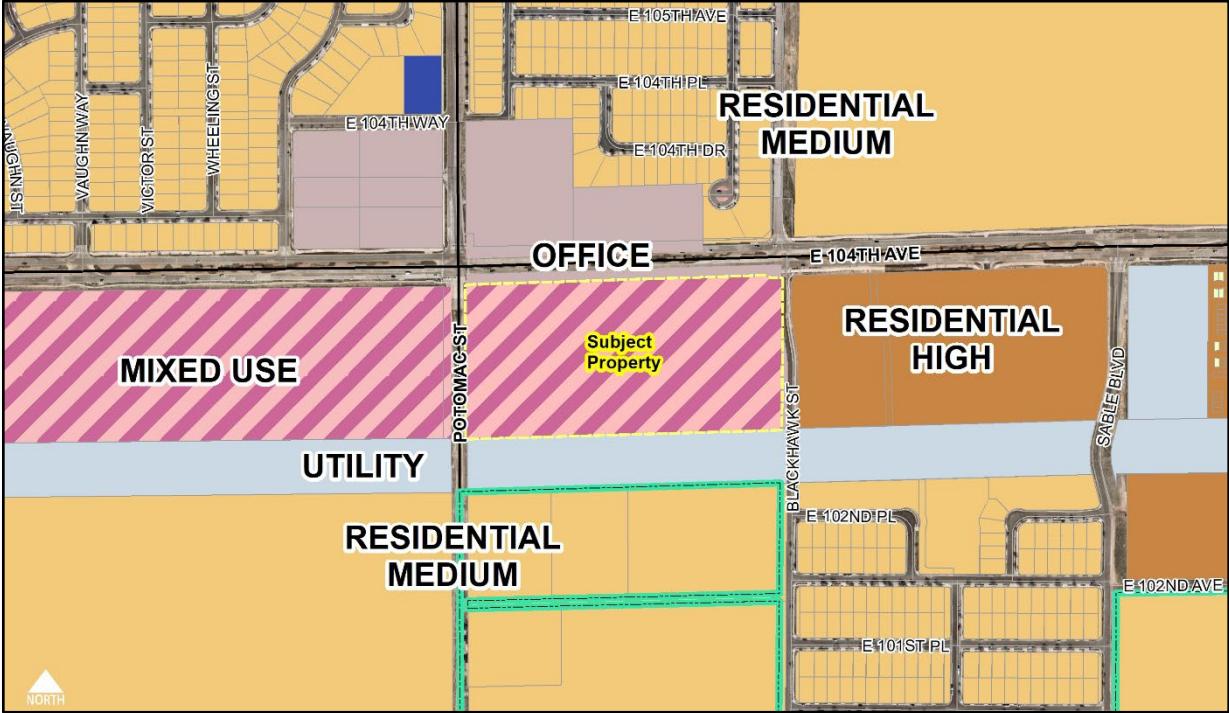 E 105TH AVE
E 104TH PL
RESIDENTIAL
MEDIUM
E 104TH WAY
E 104TH DR
VAUGHN WAY
VICTOR ST
WHEELING ST
VAUGHN ST
OFFICE
E 104TH AVE
MIXED USE
POTOMAC ST
Subject
Property
BLACKHAWK ST
RESIDENTIAL
HIGH
SABLE BLVD
UTILITY
RESIDENTIAL
MEDIUM
E 102ND PL
E 102ND AVE
E 101ST PL
NORTH